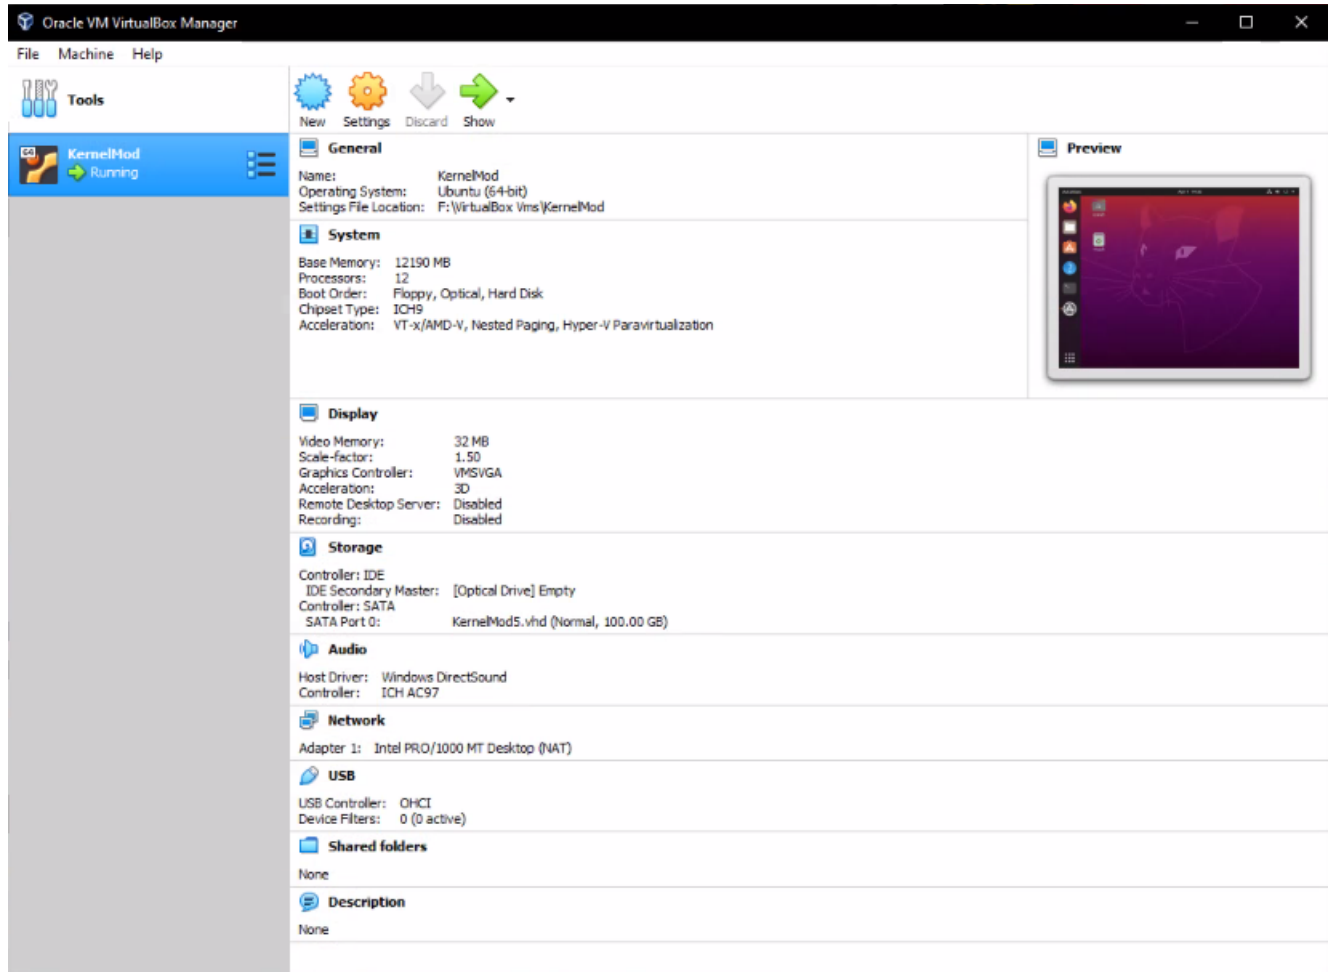 Oracle VM VirtualBox Manager
File Machine Help
Tools
New Settings Discard Show
64
KernelMod
Running
General
Name: KernelMod
Operating System: Ubuntu (64-bit)
Settings File Location: F:\VirtualBox Vms\KernelMod
Preview
System
Base Memory: 12190 MB
Processors: 12
Boot Order: Floppy, Optical, Hard Disk
Chipset Type: ICH9
Acceleration: VT-x/AMD-V, Nested Paging, Hyper-V Paravirtualization
Display
Video Memory: 32 MB
Scale-factor: 1.50
Graphics Controller: VMSVGA
Acceleration: 3D
Remote Desktop Server: Disabled
Recording: Disabled
Storage
Controller: IDE
IDE Secondary Master: [Optical Drive] Empty
Controller: SATA
SATA Port 0: KernelMod5.vhd (Normal, 100.00 GB)
Audio
Host Driver: Windows DirectSound
Controller: ICH AC97
Network
Adapter 1: Intel PRO/1000 MT Desktop (NAT)
USB
USB Controller: OHCI
Device Filters: 0 (0 active)
Shared folders
None
Description
None